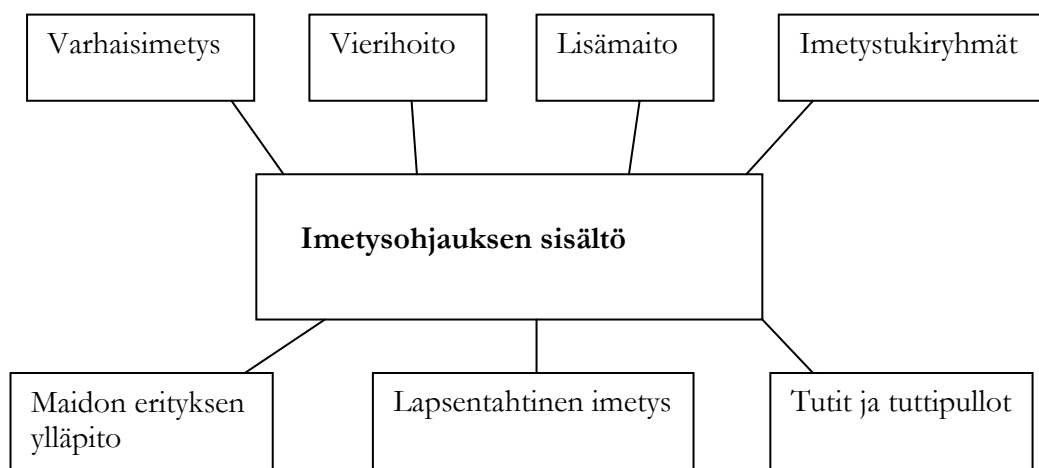 Varhaisimetys
Vierihoito
Lisämaito
Imetystukiryhmät
Imetysohjauksen sisältö
Maidon erityksen
ylläpito
Lapsentahtinen imetys
Tutit ja tuttipullot